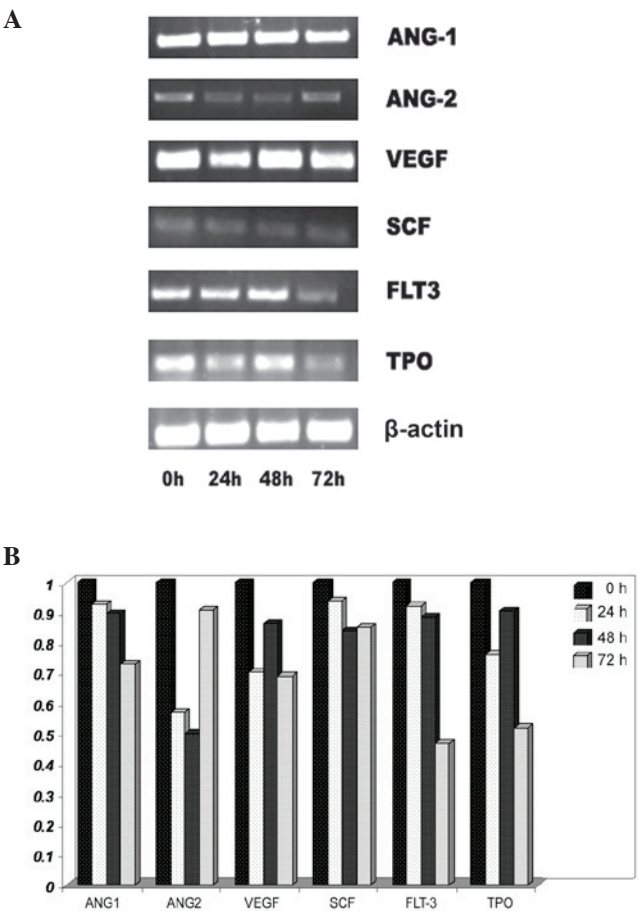 A
ANG-1
ANG-2
VEGF
SCF
FLT3
TPO
β-actin
0h 24h 48h 72h
B
1
0.9
0.8
0.7
0.6
0.5
0.4
0.3
0.2
0.1
0
0 h
24 h
48 h
72 h
ANG1 ANG2 VEGF SCF FLT-3 TPO